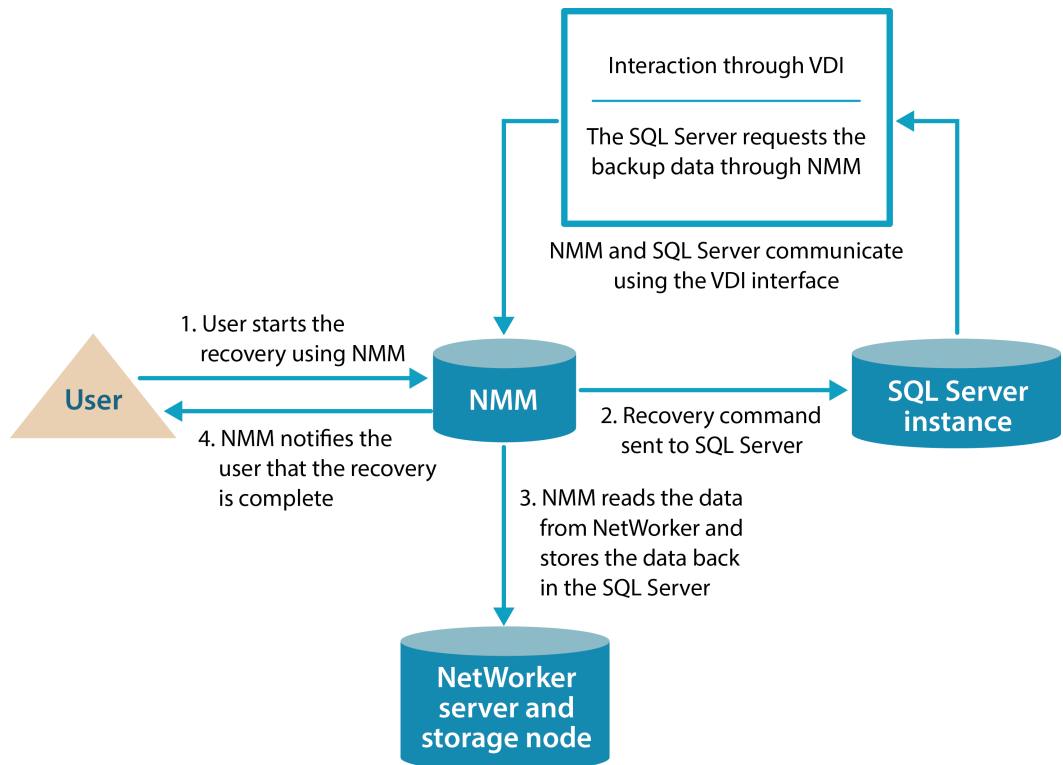 Interaction through VDI
The SQL Server requests the
backup data through NMM
NMM and SQL Server communicate
using the VDI interface
1. User starts the
recovery using NMM
User
NMM
SQL Server
instance
2. Recovery command
sent to SQL Server
4. NMM notifies the
user that the recovery
is complete
3. NMM reads the data
from NetWorker and
stores the data back
in the SQL Server
NetWorker
server and
storage node